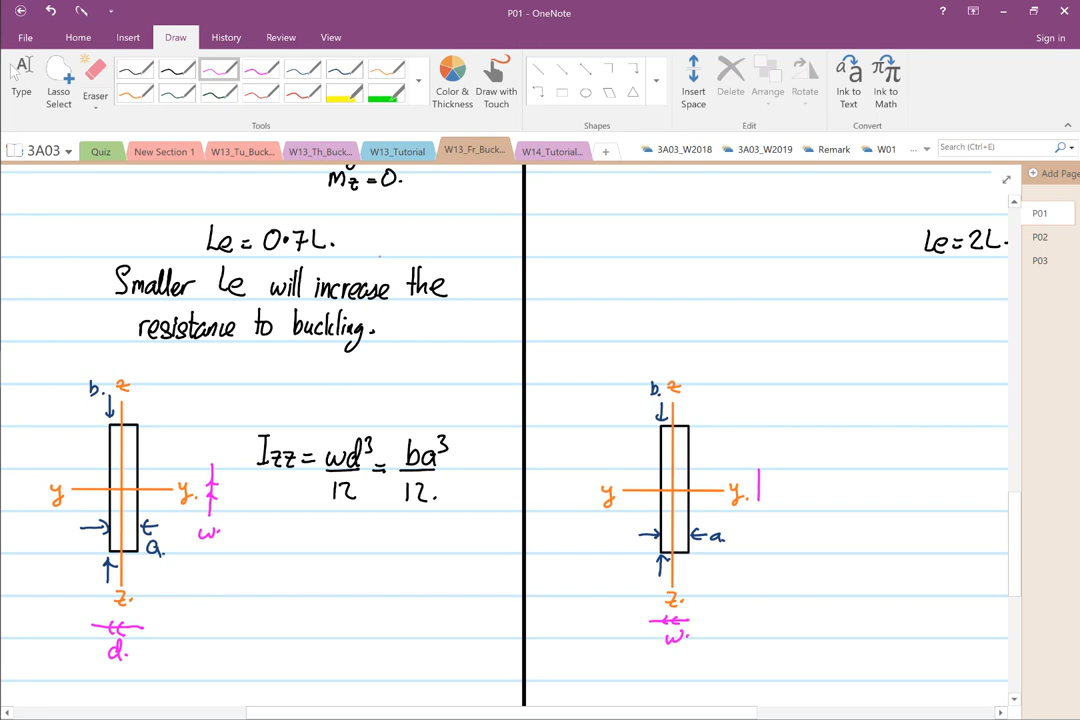 P01 - OneNote
?
File Home Insert Draw History Review View
Sign in
Type
Lasso Select
Eraser
Color & Thickness
Draw with Touch
Insert Space
Delete
Arrange
Rotate
Ink to Text
Ink to Math
Tools
Shapes
Edit
Convert
3A03
Quiz
New Section 1
W13_Tu_Buck...
W13_Th_Buck...
W13_Tutorial
W13_Fr_Buck...
W14_Tutorial...
3A03_W2018
3A03_W2019
Remark
W01
...
Search (Ctrl+E)
Add Page
P01
P02
P03
Mz = 0.
Le = 0.7L.
Smaller Le will increase the
resistance to buckling.
b. z
y y.
a.
z.
w.
d.
Izz = wd³/12 = ba³/12.
Le = 2L.
b. z
y y.
a.
z.
w.